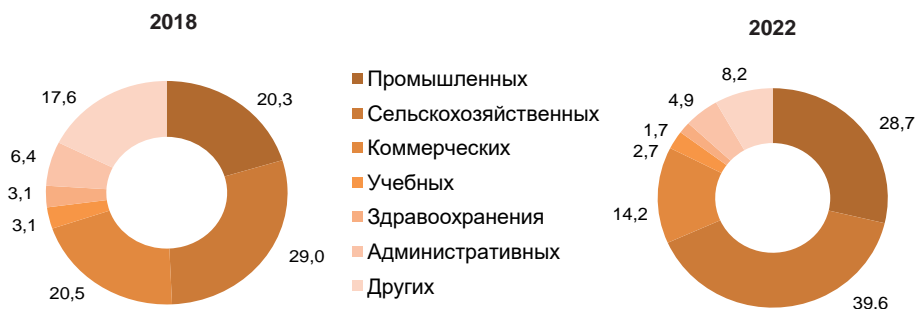 2018
20,3
29,0
20,5
3,1
3,1
6,4
17,6
Промышленных
Сельскохозяйственных
Коммерческих
Учебных
Здравоохранения
Административных
Других
2022
28,7
39,6
14,2
2,7
1,7
4,9
8,2